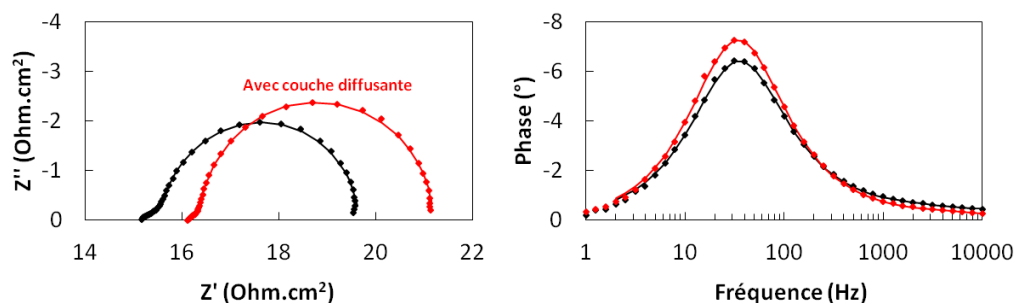 -4
-3
-2
-1
0
14 16 18 20 22
Z'' (Ohm.cm²)
Z' (Ohm.cm²)
Avec couche diffusante
-8
-6
-4
-2
0
1 10 100 1000 10000
Phase (°)
Fréquence (Hz)